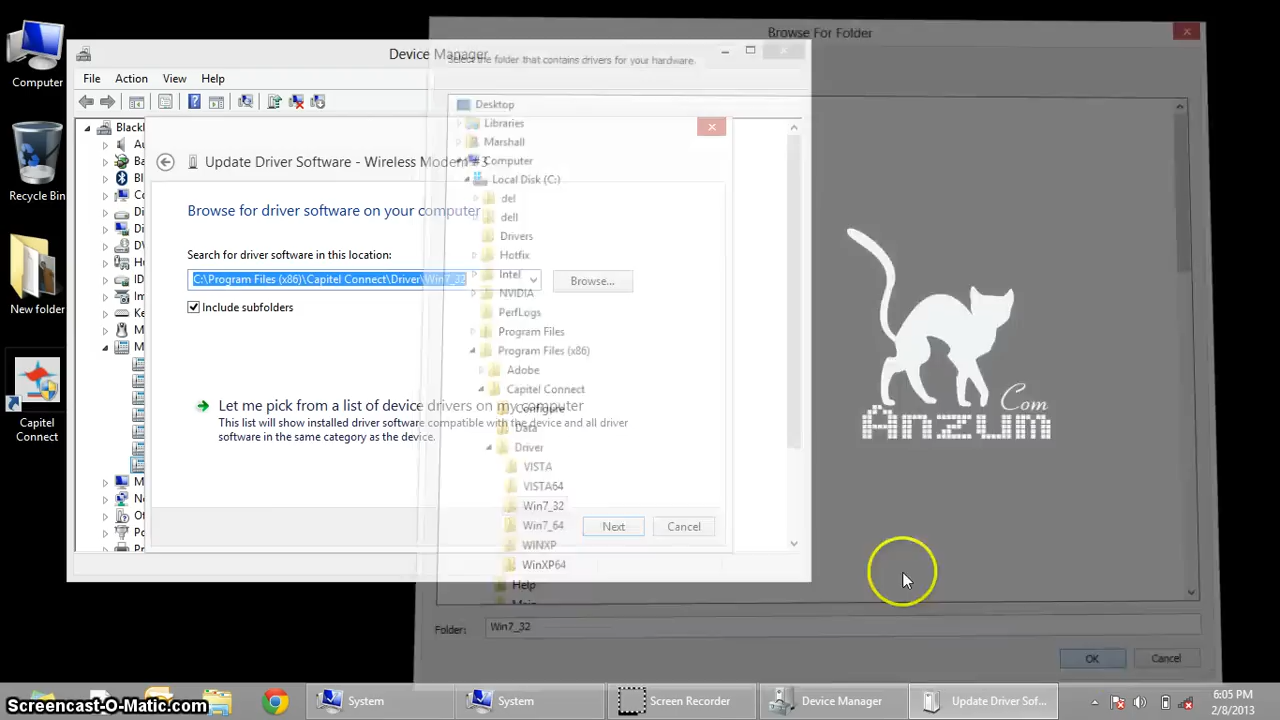 Browse For Folder
Device Manager
Select the folder that contains drivers for your hardware.
File Action View Help
Computer
Desktop
Libraries
Marshall
Computer
Local Disk (C:)
del
dell
Drivers
Hotfix
Intel
NVIDIA
PerfLogs
Program Files
Program Files (x86)
Adobe
Capitel Connect
Configure
Data
Driver
VISTA
VISTA64
Win7_32
Win7_64
WINXP
WinXP64
Help
Update Driver Software - Wireless Modem #3
Browse for driver software on your computer
Search for driver software in this location:
C:\Program Files (x86)\Capitel Connect\Driver\Win7_32
Browse...
Include subfolders
Let me pick from a list of device drivers on my computer
This list will show installed driver software compatible with the device and all driver
software in the same category as the device.
Next
Cancel
Recycle Bin
New folder
Capitel
Connect
Com
Anzum
Folder:
Win7_32
OK
Cancel
System
System
Screen Recorder
Device Manager
Update Driver Sof...
6:05 PM
2/8/2013
Screencast-O-Matic.com